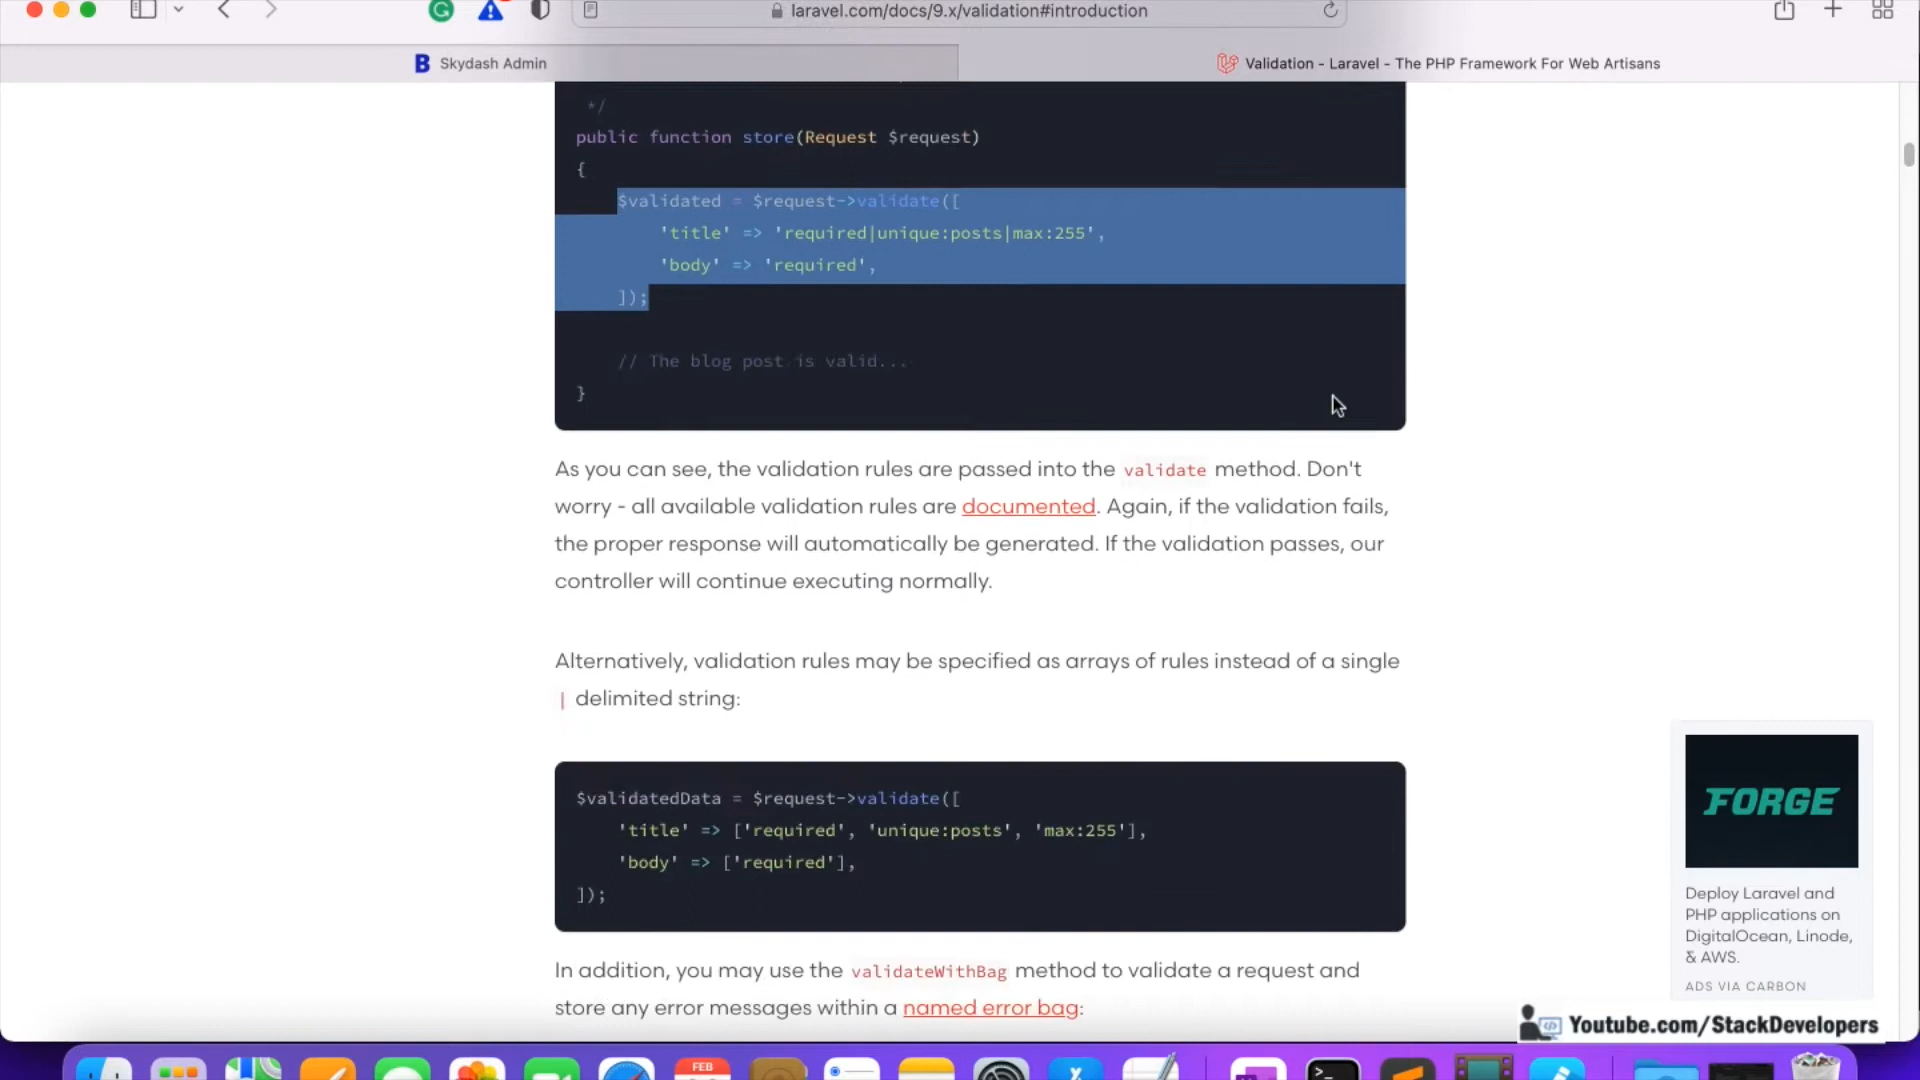 laravel.com/docs/9.x/validation#introduction
Skydash Admin
Validation - Laravel - The PHP Framework For Web Artisans
*/
public function store(Request $request)
{
$validated = $request->validate([
'title' => 'required|unique:posts|max:255',
'body' => 'required',
]);
// The blog post is valid...
}
As you can see, the validation rules are passed into the validate method. Don't
worry - all available validation rules are documented. Again, if the validation fails,
the proper response will automatically be generated. If the validation passes, our
controller will continue executing normally.
Alternatively, validation rules may be specified as arrays of rules instead of a single
| delimited string:
$validatedData = $request->validate([
'title' => ['required', 'unique:posts', 'max:255'],
'body' => ['required'],
]);
In addition, you may use the validateWithBag method to validate a request and
store any error messages within a named error bag:
FORGE
Deploy Laravel and
PHP applications on
DigitalOcean, Linode,
& AWS.
ADS VIA CARBON
Youtube.com/StackDevelopers
FEB